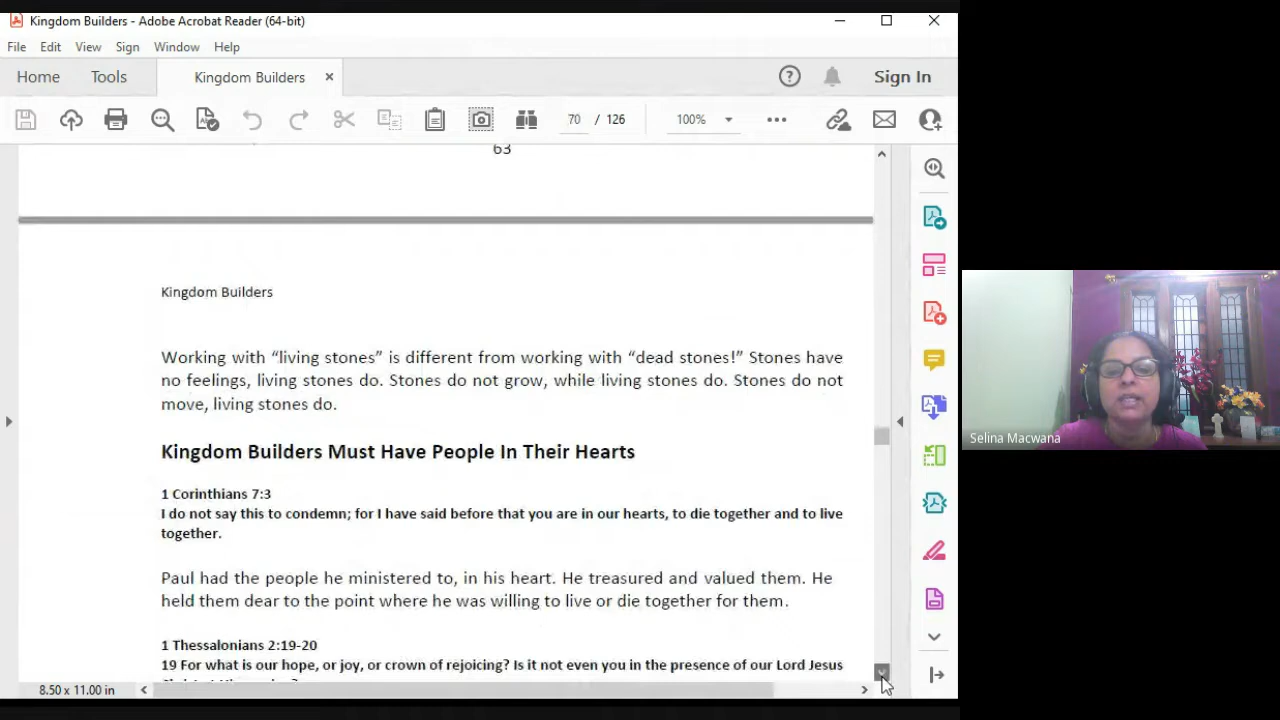 Kingdom Builders - Adobe Acrobat Reader (64-bit)
File Edit View Sign Window Help
Home Tools Kingdom Builders Sign In
70 / 126 100%
63
Kingdom Builders
Working with “living stones” is different from working with “dead stones!” Stones have
no feelings, living stones do. Stones do not grow, while living stones do. Stones do not
move, living stones do.
Kingdom Builders Must Have People In Their Hearts
1 Corinthians 7:3
I do not say this to condemn; for I have said before that you are in our hearts, to die together and to live
together.
Paul had the people he ministered to, in his heart. He treasured and valued them. He
held them dear to the point where he was willing to live or die together for them.
1 Thessalonians 2:19-20
19 For what is our hope, or joy, or crown of rejoicing? Is it not even you in the presence of our Lord Jesus
8.50 x 11.00 in
Selina Macwana